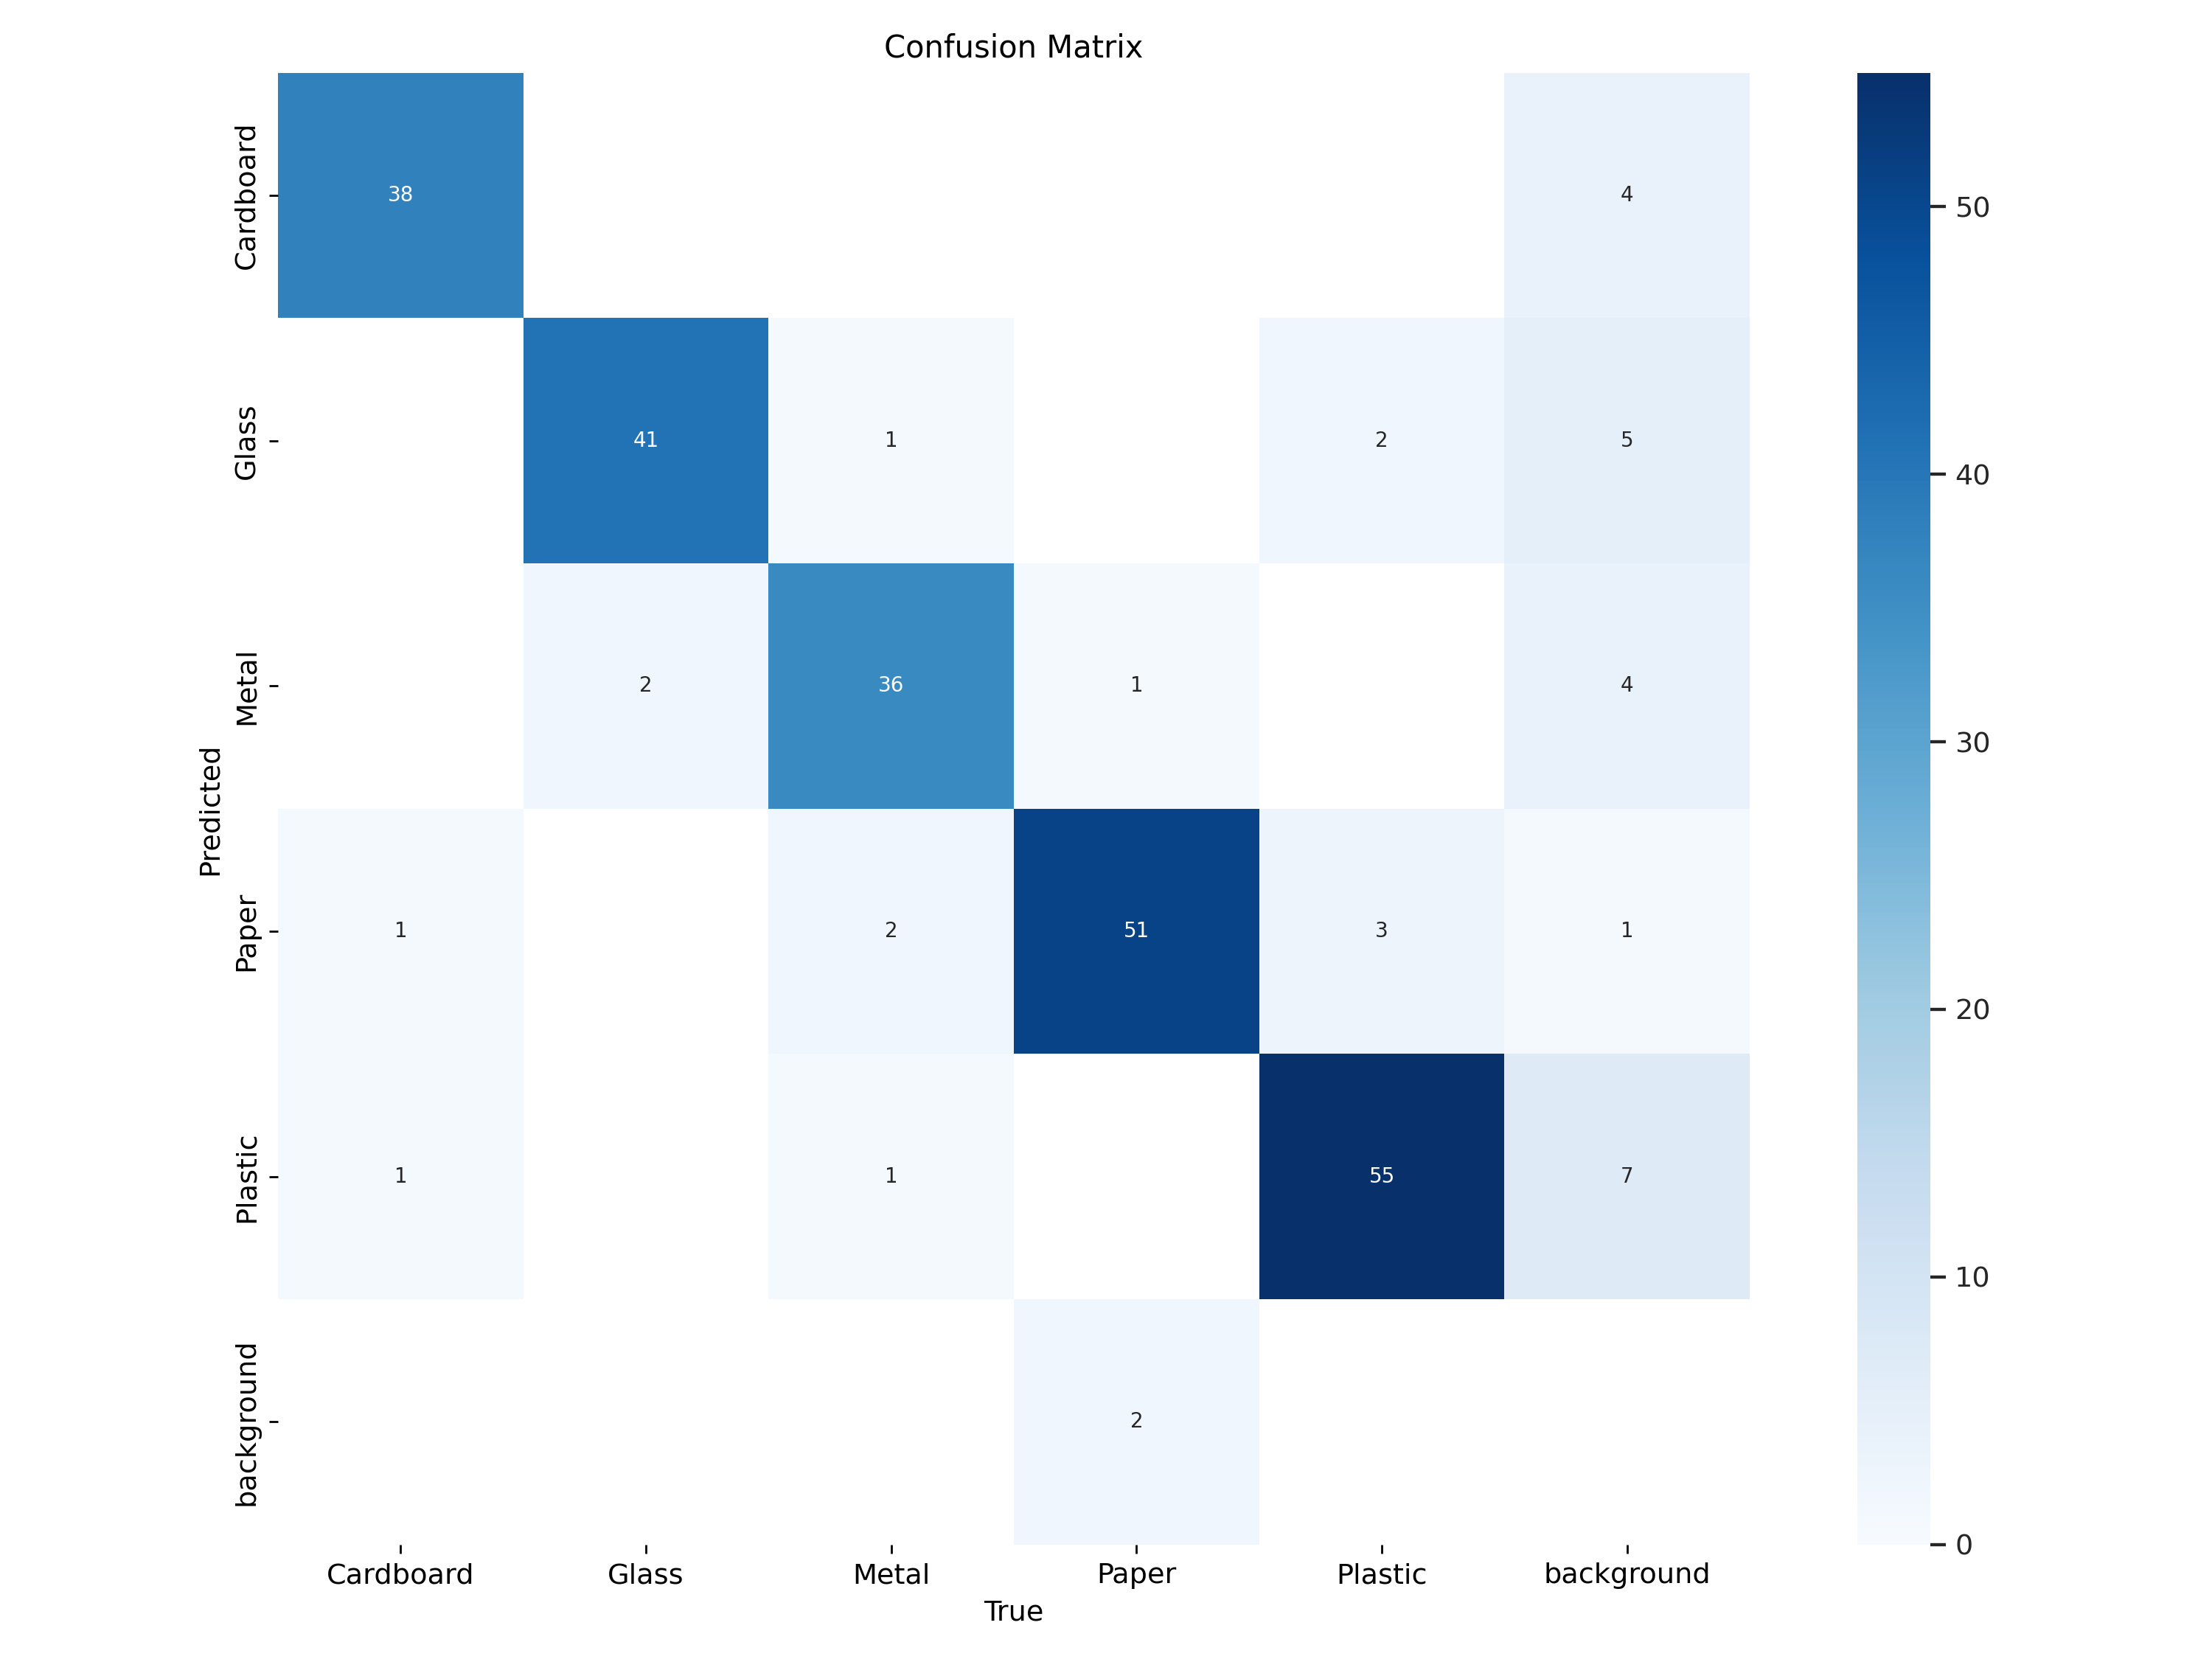 Confusion Matrix
Cardboard 38 4
Glass 41 1 2 5
Metal 2 36 1 4
Paper 1 2 51 3 1
Plastic 1 1 55 7
background 2
Predicted
Cardboard Glass Metal Paper Plastic background
True
50
40
30
20
10
0